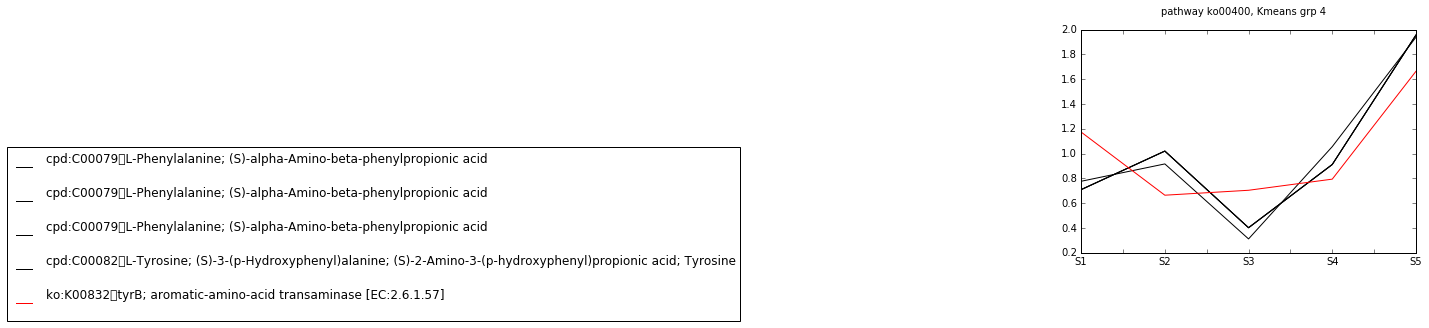 pathway ko00400, Kmeans grp 4
2.0
1.8
1.6
1.4
1.2
1.0
0.8
0.6
0.4
0.2
S1 S2 S3 S4 S5
cpd:C00079▯L-Phenylalanine; (S)-alpha-Amino-beta-phenylpropionic acid
cpd:C00079▯L-Phenylalanine; (S)-alpha-Amino-beta-phenylpropionic acid
cpd:C00079▯L-Phenylalanine; (S)-alpha-Amino-beta-phenylpropionic acid
cpd:C00082▯L-Tyrosine; (S)-3-(p-Hydroxyphenyl)alanine; (S)-2-Amino-3-(p-hydroxyphenyl)propionic acid; Tyrosine
ko:K00832▯tyrB; aromatic-amino-acid transaminase [EC:2.6.1.57]